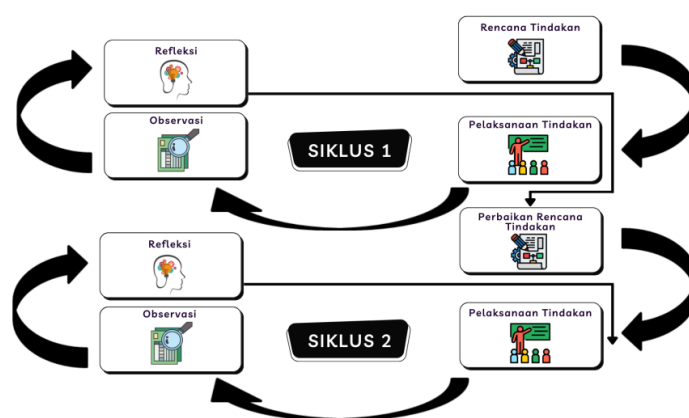 Refleksi
Rencana Tindakan
Observasi
SIKLUS 1
Pelaksanaan Tindakan
Perbaikan Rencana
Tindakan
Refleksi
Observasi
SIKLUS 2
Pelaksanaan Tindakan